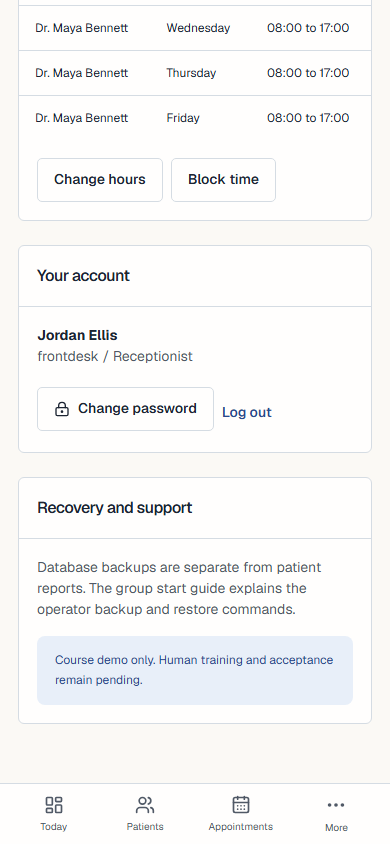 Dr. Maya Bennett Wednesday 08:00 to 17:00
Dr. Maya Bennett Thursday 08:00 to 17:00
Dr. Maya Bennett Friday 08:00 to 17:00
Change hours Block time
Your account
Jordan Ellis
frontdesk / Receptionist
Change password Log out
Recovery and support
Database backups are separate from patient
reports. The group start guide explains the
operator backup and restore commands.
Course demo only. Human training and acceptance
remain pending.
Today Patients Appointments More